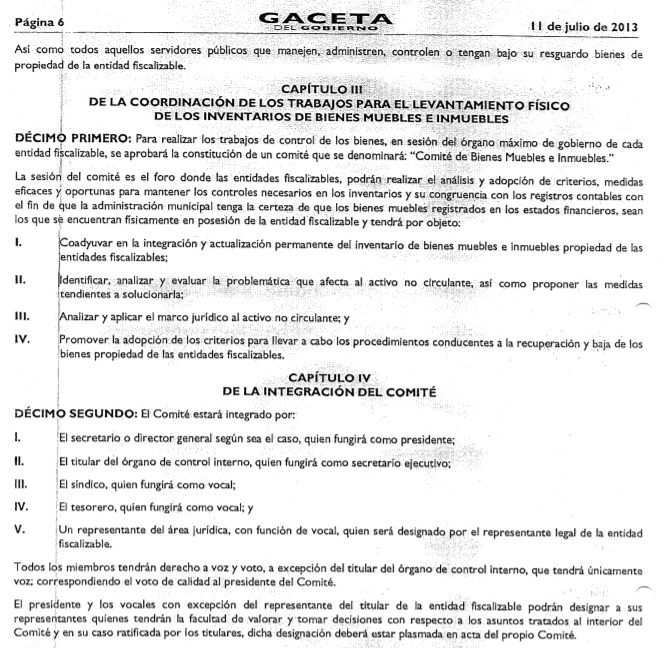 Página 6
GACETA
DEL GOBIERNO
11 de julio de 2013
Así como todos aquellos servidores públicos que manejen, administren, controlen o tengan bajo su resguardo bienes de
propiedad de la entidad fiscalizable.
CAPÍTULO III
DE LA COORDINACIÓN DE LOS TRABAJOS PARA EL LEVANTAMIENTO FÍSICO
DE LOS INVENTARIOS DE BIENES MUEBLES E INMUEBLES
DÉCIMO PRIMERO: Para realizar los trabajos de control de los bienes, en sesión del órgano máximo de gobierno de cada
entidad fiscalizable, se aprobará la constitución de un comité que se denominará: “Comité de Bienes Muebles e Inmuebles.”
La sesión del comité es el foro donde las entidades fiscalizables, podrán realizar el análisis y adopción de criterios, medidas
eficaces y oportunas para mantener los controles necesarios en los inventarios y su congruencia con los registros contables con
el fin de que la administración municipal tenga la certeza de que los bienes muebles registrados en los estados financieros, sean
los que se encuentran físicamente en posesión de la entidad fiscalizable y tendrá por objeto:
I. Coadyuvar en la integración y actualización permanente del inventario de bienes muebles e inmuebles propiedad de las
entidades fiscalizables;
II. Identificar, analizar y evaluar la problemática que afecta al activo no circulante, así como proponer las medidas
tendientes a solucionarla;
III. Analizar y aplicar el marco jurídico al activo no circulante; y
IV. Promover la adopción de los criterios para llevar a cabo los procedimientos conducentes a la recuperación y baja de los
bienes propiedad de las entidades fiscalizables.
CAPÍTULO IV
DE LA INTEGRACIÓN DEL COMITÉ
DÉCIMO SEGUNDO: El Comité estará integrado por:
I. El secretario o director general según sea el caso, quien fungirá como presidente;
II. El titular del órgano de control interno, quien fungirá como secretario ejecutivo;
III. El síndico, quien fungirá como vocal;
IV. El tesorero, quien fungirá como vocal; y
V. Un representante del área jurídica, con función de vocal, quien será designado por el representante legal de la entidad
fiscalizable.
Todos los miembros tendrán derecho a voz y voto, a excepción del titular del órgano de control interno, que tendrá únicamente
voz; correspondiendo el voto de calidad al presidente del Comité.
El presidente y los vocales con excepción del representante del titular de la entidad fiscalizable podrán designar a sus
representantes quienes tendrán la facultad de valorar y tomar decisiones con respecto a los asuntos tratados al interior del
Comité y en su caso ratificada por los titulares, dicha designación deberá estar plasmada en acta del propio Comité.